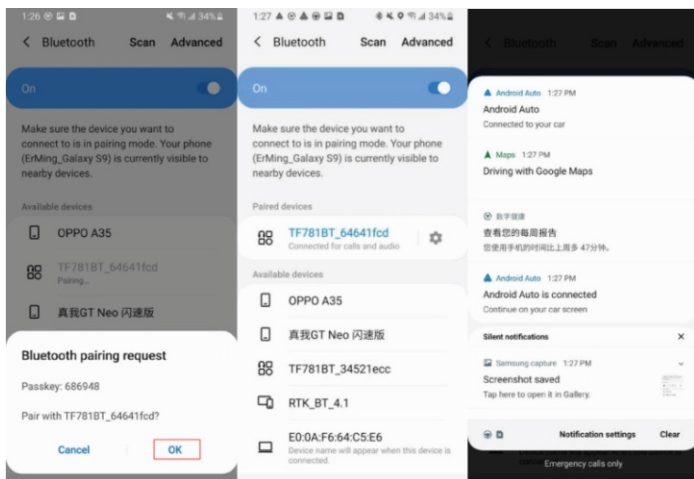 1:26
34%
Bluetooth
Scan
Advanced
On
Make sure the device you want to
connect to is in pairing mode. Your phone
(ErMing_Galaxy S9) is currently visible to
nearby devices.
Available devices
OPPO A35
TF781BT_64641fcd
Pairing...
真我GT Neo 闪速版
Bluetooth pairing request
Passkey: 686948
Pair with TF781BT_64641fcd?
Cancel
OK
1:27
34%
Bluetooth
Scan
Advanced
On
Make sure the device you want to
connect to is in pairing mode. Your phone
(ErMing_Galaxy S9) is currently visible to
nearby devices.
Paired devices
TF781BT_64641fcd
Connected for calls and audio
Available devices
OPPO A35
真我GT Neo 闪速版
TF781BT_34521ecc
RTK_BT_4.1
E0:0A:F6:64:C5:E6
Device name will appear when this device is
connected.
Bluetooth
Scan
Advanced
Android Auto 1:27 PM
Android Auto
Connected to your car
Maps 1:27 PM
Driving with Google Maps
数字健康
查看您的每周报告
您使用手机的时间比上周多 47分钟。
Android Auto 1:27 PM
Android Auto is connected
Continue on your car screen
Silent notifications
Samsung capture 1:27 PM
Screenshot saved
Tap here to open it in Gallery.
Notification settings
Clear
Emergency calls only